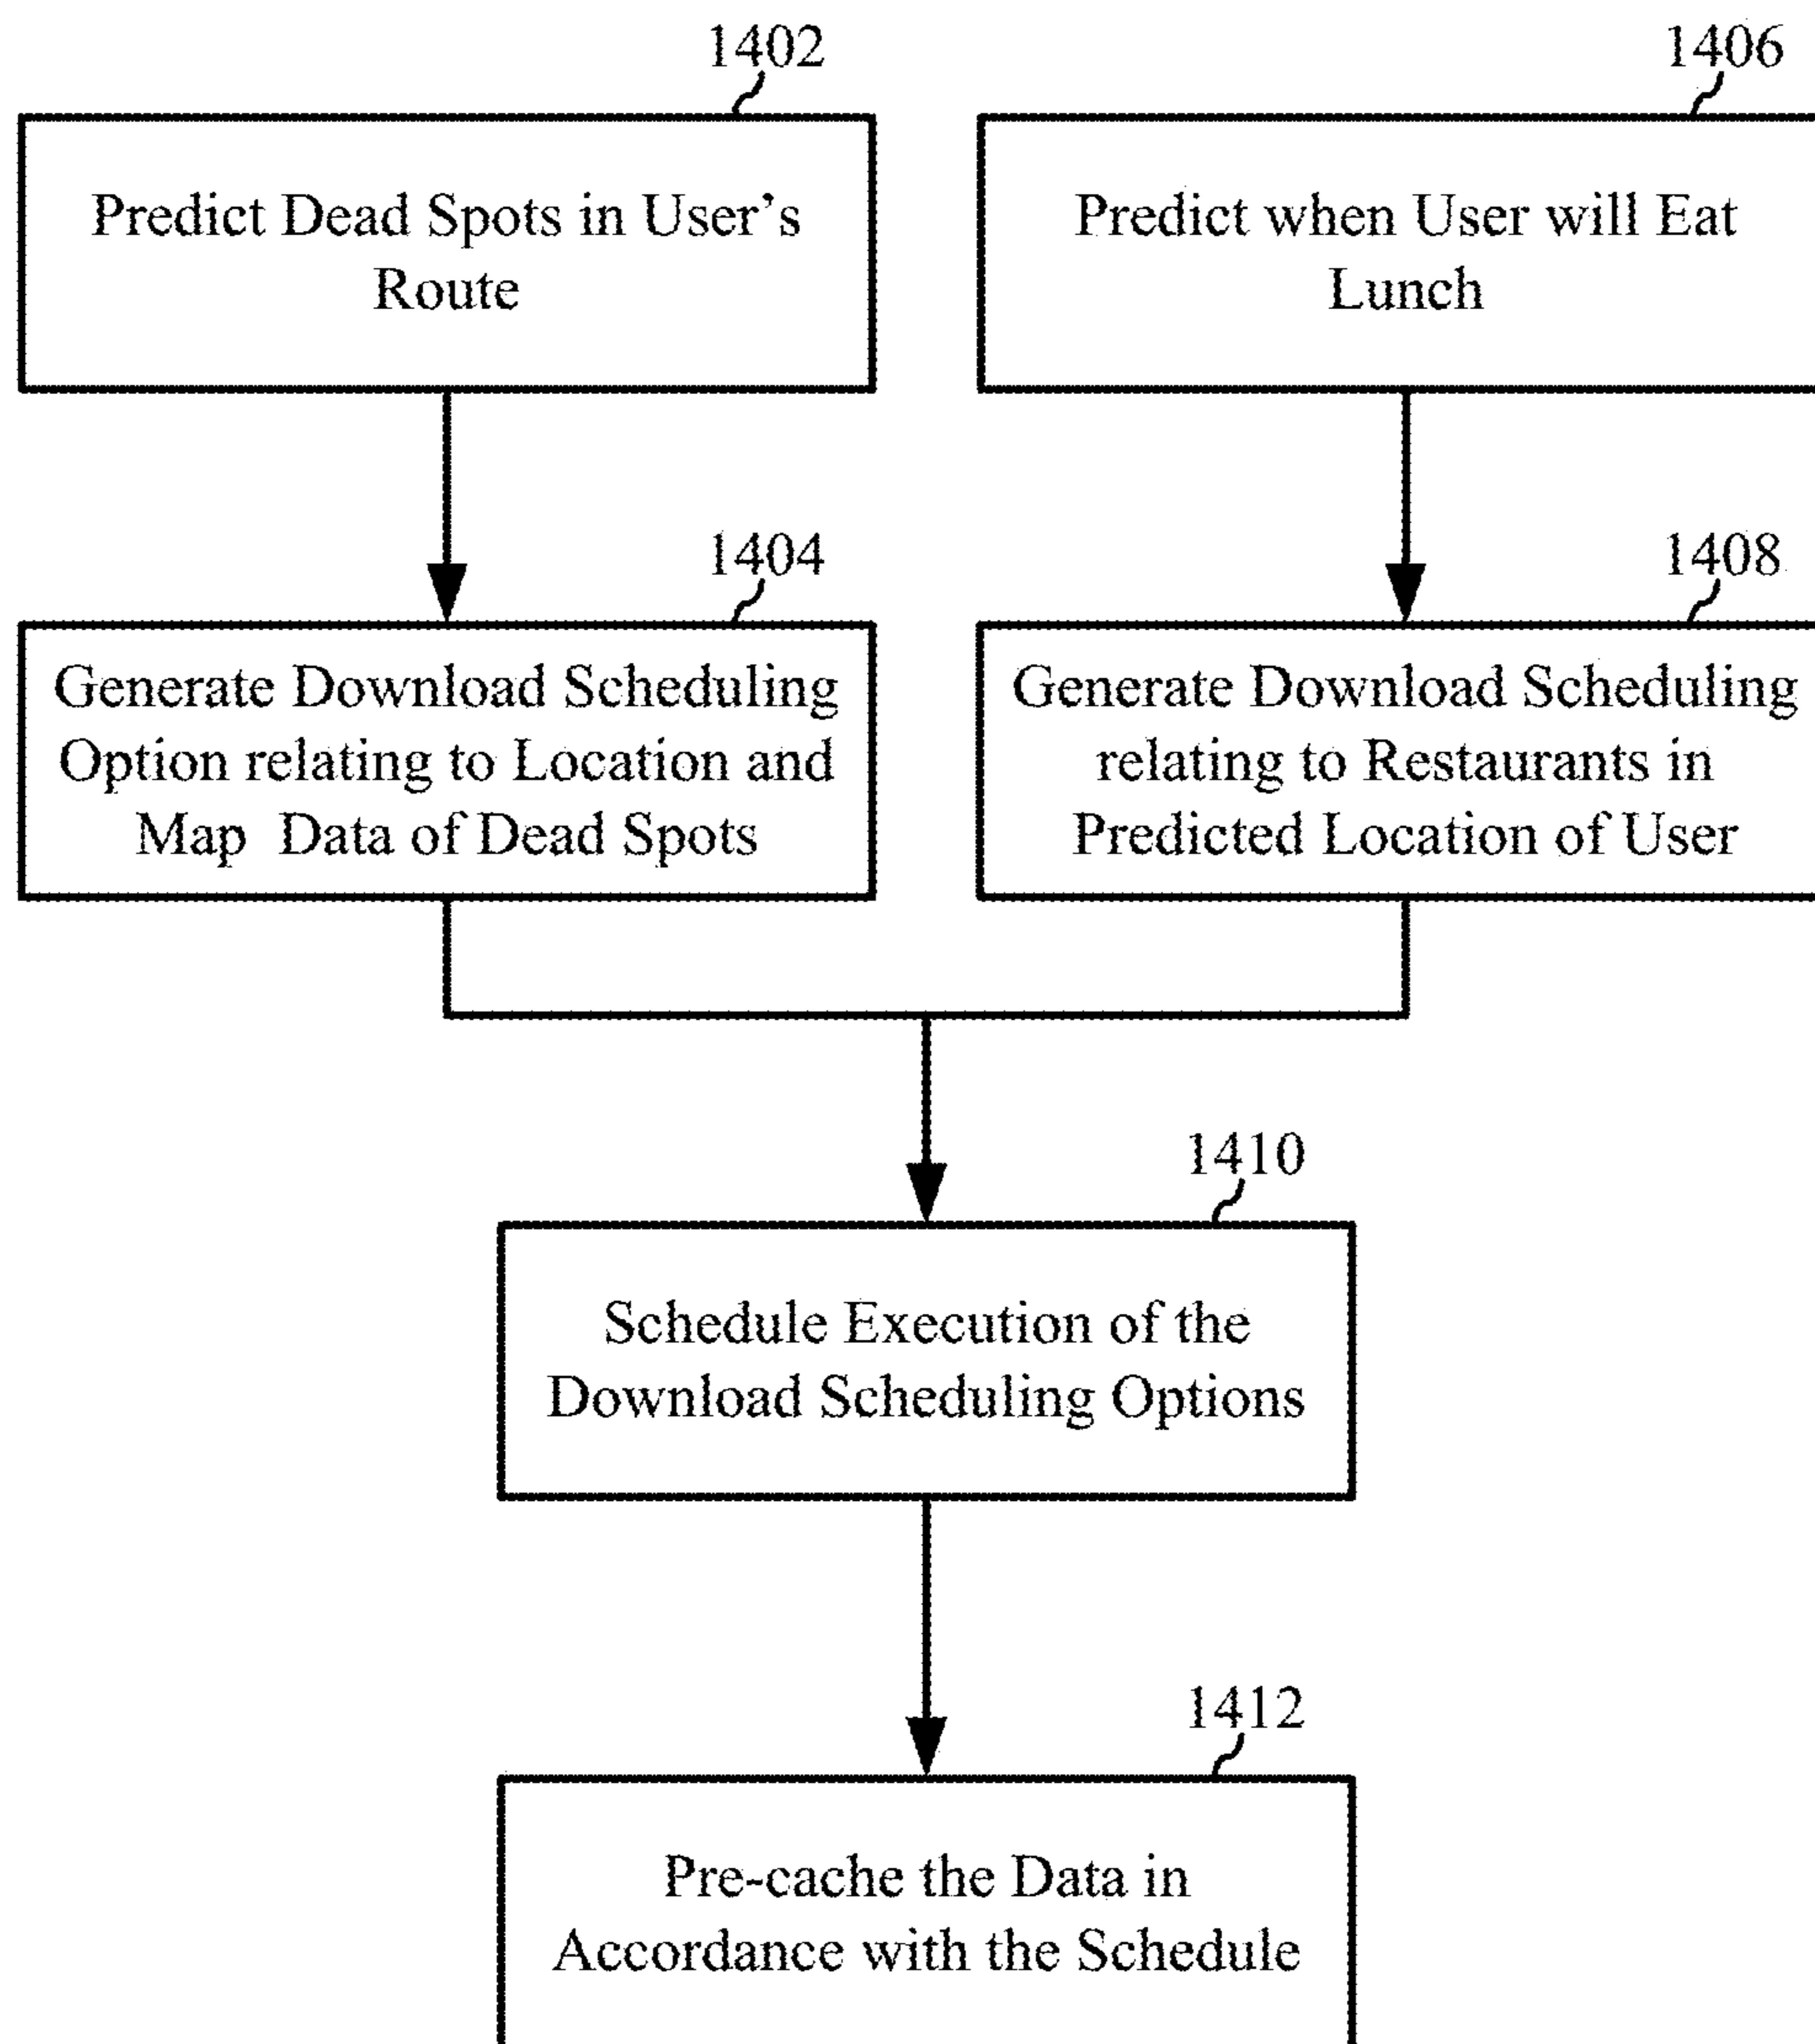 1402
Predict Dead Spots in User's
Route
1406
Predict when User will Eat
Lunch
1404
Generate Download Scheduling
Option relating to Location and
Map Data of Dead Spots
1408
Generate Download Scheduling
relating to Restaurants in
Predicted Location of User
1410
Schedule Execution of the
Download Scheduling Options
1412
Pre-cache the Data in
Accordance with the Schedule